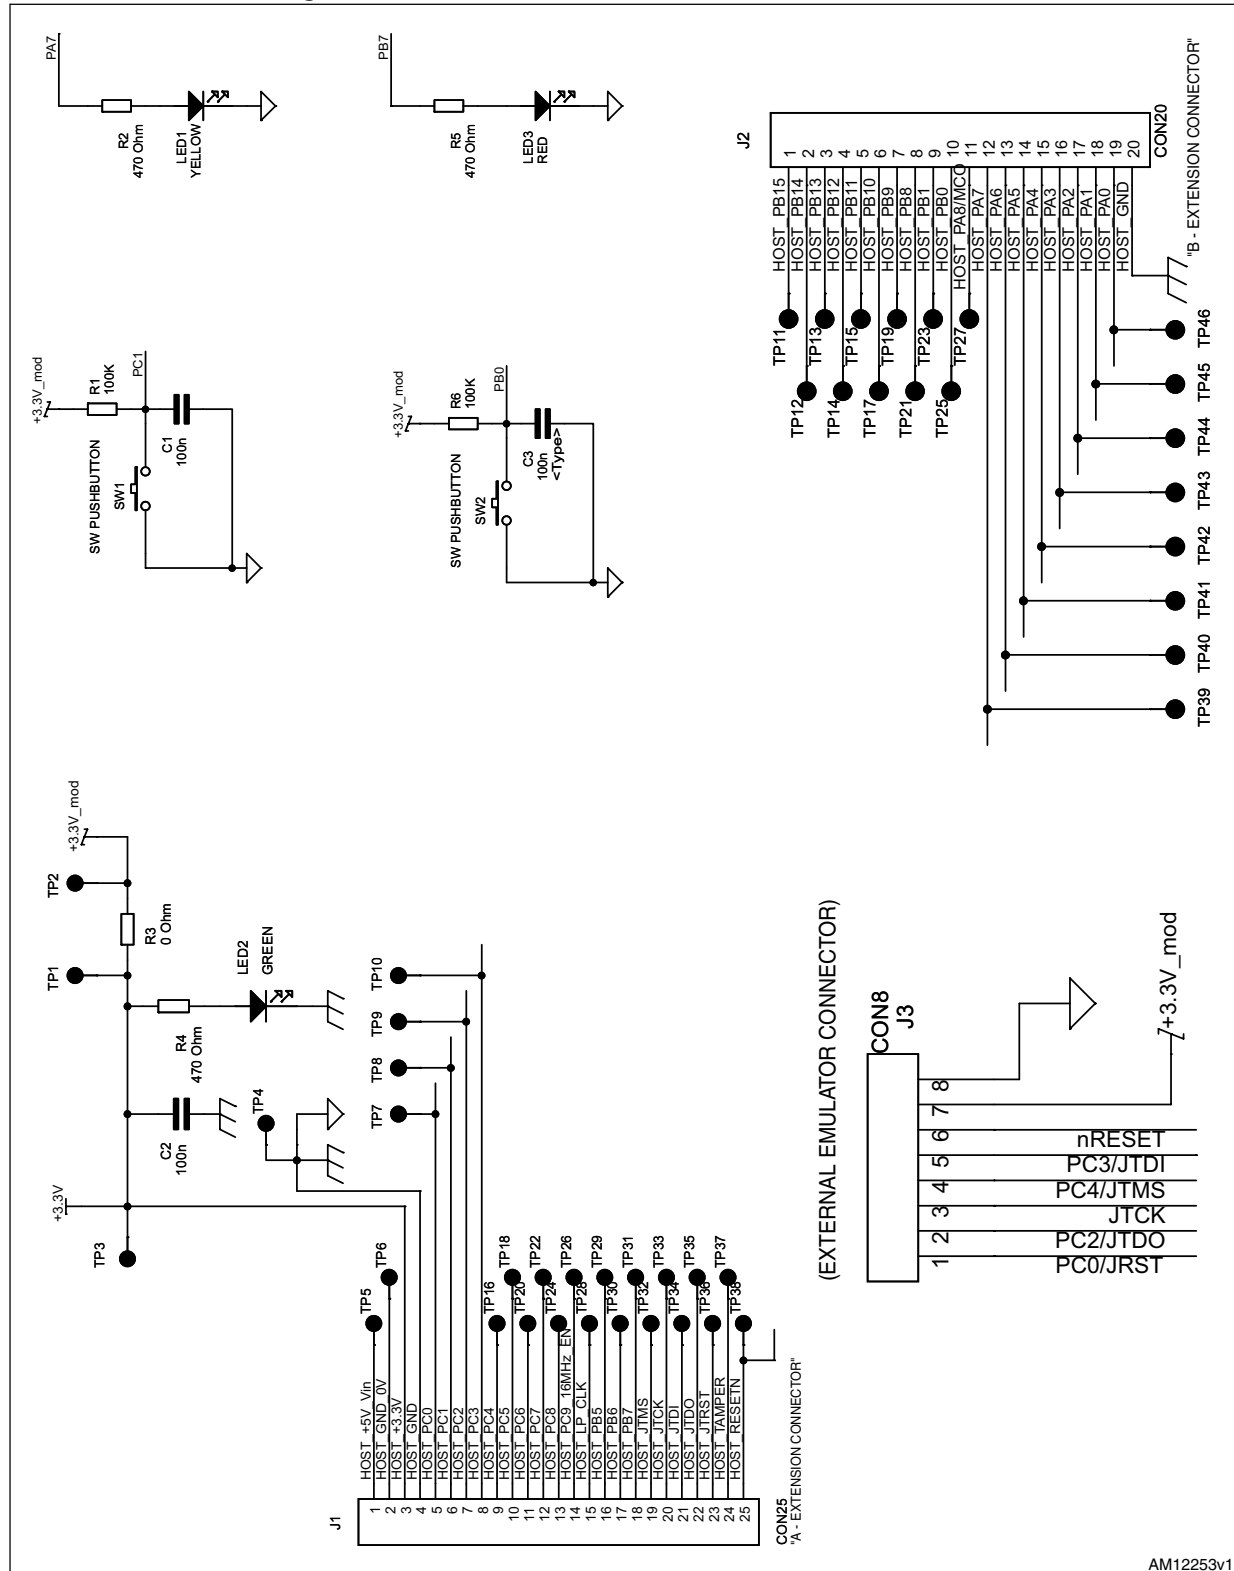 PA7
R2
470 Ohm
LED1
YELLOW
PB7
R5
470 Ohm
LED3
RED
J2
CON20
1
2
3
4
5
6
7
8
9
10
11
12
13
14
15
16
17
18
19
20
HOST_PB15
HOST_PB14
HOST_PB13
HOST_PB12
HOST_PB11
HOST_PB10
HOST_PB9
HOST_PB8
HOST_PB1
HOST_PB0
HOST_PA8/MCO
HOST_PA7
HOST_PA6
HOST_PA5
HOST_PA4
HOST_PA3
HOST_PA2
HOST_PA1
HOST_PA0
HOST_GND
"B - EXTENSION CONNECTOR"
TP11
TP12
TP13
TP14
TP15
TP17
TP19
TP21
TP23
TP25
TP27
TP46
TP45
TP44
TP43
TP42
TP41
TP40
TP39
+3.3V_mod
R1
100K
PC1
C1
100n
SW1
SW PUSHBUTTON
+3.3V_mod
R6
100K
PB0
C3
100n
<Type>
SW2
SW PUSHBUTTON
+3.3V_mod
TP2
R3
0 Ohm
TP1
LED2
GREEN
R4
470 Ohm
C2
100n
TP4
+3.3V
TP3
TP10
TP9
TP8
TP7
TP5
TP6
TP16
TP18
TP20
TP22
TP24
TP26
TP28
TP29
TP30
TP31
TP32
TP33
TP34
TP35
TP36
TP37
TP38
HOST_+5V_Vin
HOST_GND_0V
HOST_+3.3V
HOST_GND
HOST_PC0
HOST_PC1
HOST_PC2
HOST_PC3
HOST_PC4
HOST_PC5
HOST_PC6
HOST_PC7
HOST_PC8
HOST_PC9_16MHz_EN
HOST_LP_CLK
HOST_PB5
HOST_PB6
HOST_PB7
HOST_JTMS
HOST_JTCK
HOST_JTDI
HOST_JTDO
HOST_JTRST
HOST_TAMPER
HOST_RESETN
1
2
3
4
5
6
7
8
9
10
11
12
13
14
15
16
17
18
19
20
21
22
23
24
25
J1
CON25
"A - EXTENSION CONNECTOR"
(EXTERNAL EMULATOR CONNECTOR)
CON8
J3
+3.3V_mod
8
7
6
5
4
3
2
1
nRESET
PC3/JTDI
PC4/JTMS
JTCK
PC2/JTDO
PC0/JRST
AM12253v1